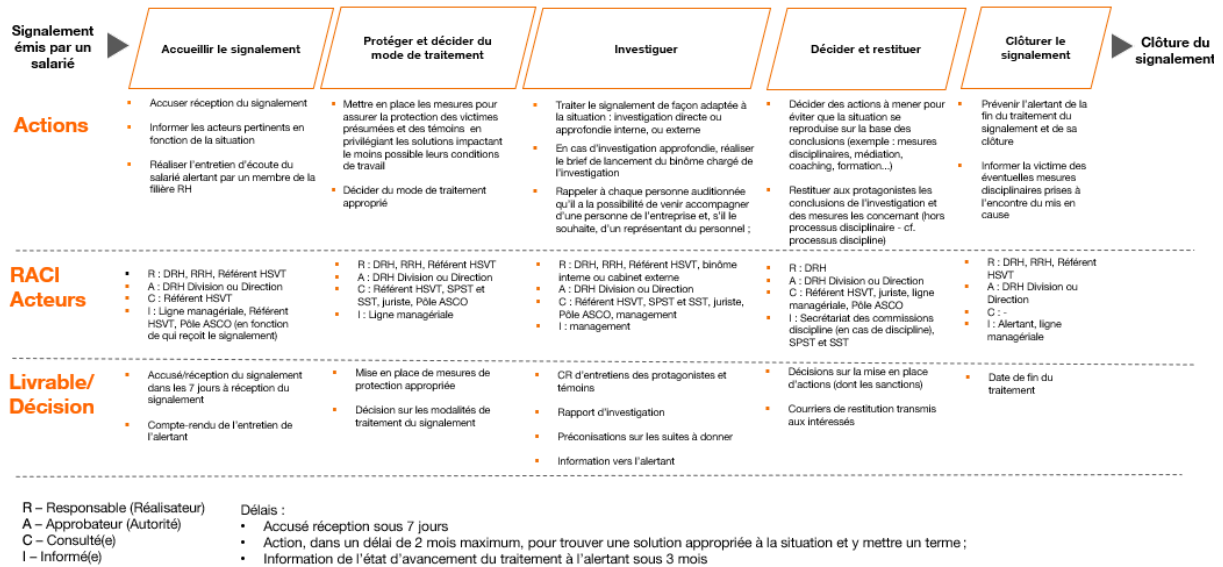 Signalement
émis par un
salarié
Accueillir le signalement
Protéger et décider du
mode de traitement
Investiguer
Décider et restituer
Clôturer le
signalement
Clôture du
signalement
Actions
Accuser réception du signalement
Informer les acteurs pertinents en
fonction de la situation
Réaliser l'entretien d'écoute du
salarié alertant par un membre de la
filière RH
Mettre en place les mesures pour
assurer la protection des victimes
présumées et des témoins en
privilégiant les solutions impactant
le moins possible leurs conditions
de travail
Décider du mode de traitement
approprié
Traiter le signalement de façon adaptée à
la situation : investigation directe ou
approfondie interne, ou externe
En cas d'investigation approfondie, réaliser
le brief de lancement du binôme chargé de
l'investigation
Rappeler à chaque personne auditionnée
qu'il a la possibilité de venir accompagner
d'une personne de l'entreprise et, s'il le
souhaite, d'un représentant du personnel ;
Décider des actions à mener pour
éviter que la situation se
reproduise sur la base des
conclusions (exemple : mesures
disciplinaires, médiation,
coaching, formation...)
Restituer aux protagonistes les
conclusions de l'investigation et
des mesures les concernant (hors
processus disciplinaire - cf.
processus discipline)
Prévenir l'alertant de la
fin du traitement du
signalement et de sa
clôture
Informer la victime des
éventuelles mesures
disciplinaires prises à
l'encontre du mis en
cause
RACI
Acteurs
R : DRH, RRH, Référent HSVT
A : DRH Division ou Direction
C : Référent HSVT
I : Ligne managériale, Référent
HSVT, Pôle ASCO (en fonction
de qui reçoit le signalement)
R : DRH, RRH, Référent HSVT
A : DRH Division ou Direction
C : Référent HSVT, SPST et
SST, juriste, Pôle ASCO
I : Ligne managériale
R : DRH, RRH, Référent HSVT, binôme
interne ou cabinet externe
A : DRH Division ou Direction
C : Référent HSVT, SPST et SST, juriste,
Pôle ASCO, management
I : management
R : DRH
A : DRH Division ou Direction
C : Référent HSVT, juriste, ligne
managériale, Pôle ASCO
I : Secrétariat des commissions
discipline (en cas de discipline),
SPST et SST
R : DRH, RRH, Référent
HSVT
A : DRH Division ou
Direction
C : -
I : Alertant, ligne
managériale
Livrable/
Décision
Accusé/réception du signalement
dans les 7 jours à réception du
signalement
Compte-rendu de l'entretien de
l'alertant
Mise en place de mesures de
protection appropriée
Décision sur les modalités de
traitement du signalement
CR d'entretiens des protagonistes et
témoins
Rapport d'investigation
Préconisations sur les suites à donner
Information vers l'alertant
Décisions sur la mise en place
d'actions (dont les sanctions)
Courriers de restitution transmis
aux intéressés
Date de fin du
traitement
R – Responsable (Réalisateur)
A – Approbateur (Autorité)
C – Consulté(e)
I – Informé(e)
Délais :
Accusé réception sous 7 jours
Action, dans un délai de 2 mois maximum, pour trouver une solution appropriée à la situation et y mettre un terme ;
Information de l'état d'avancement du traitement à l'alertant sous 3 mois